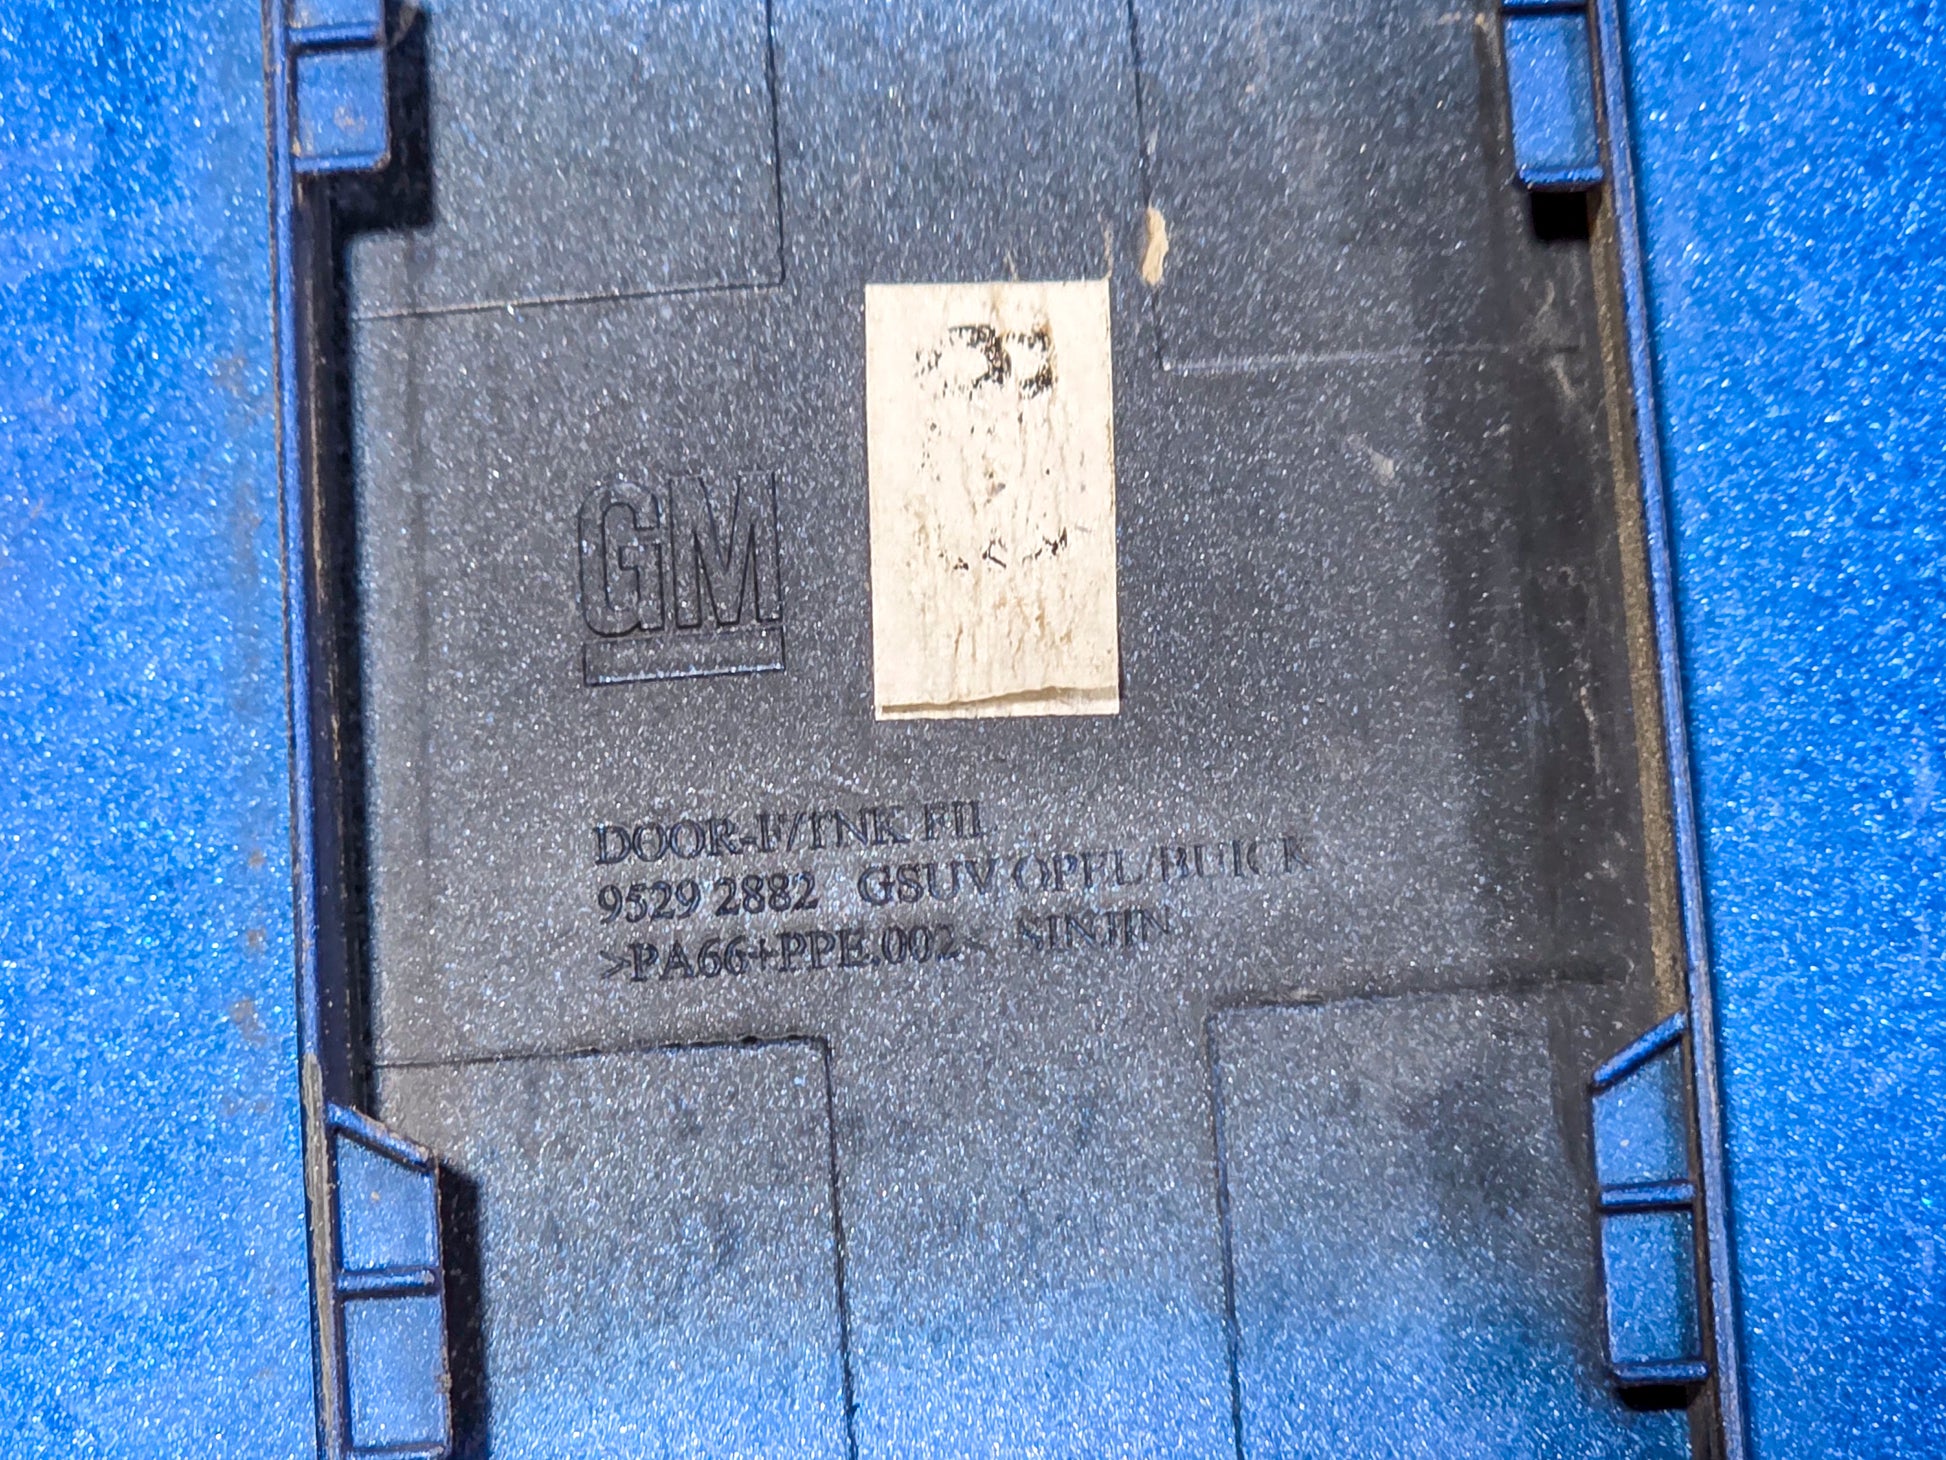 GM
DOOR-F/TNK FIL
9529 2882 GSUV OPEL/BUICK
>PA66+PPE.002< SINJIN